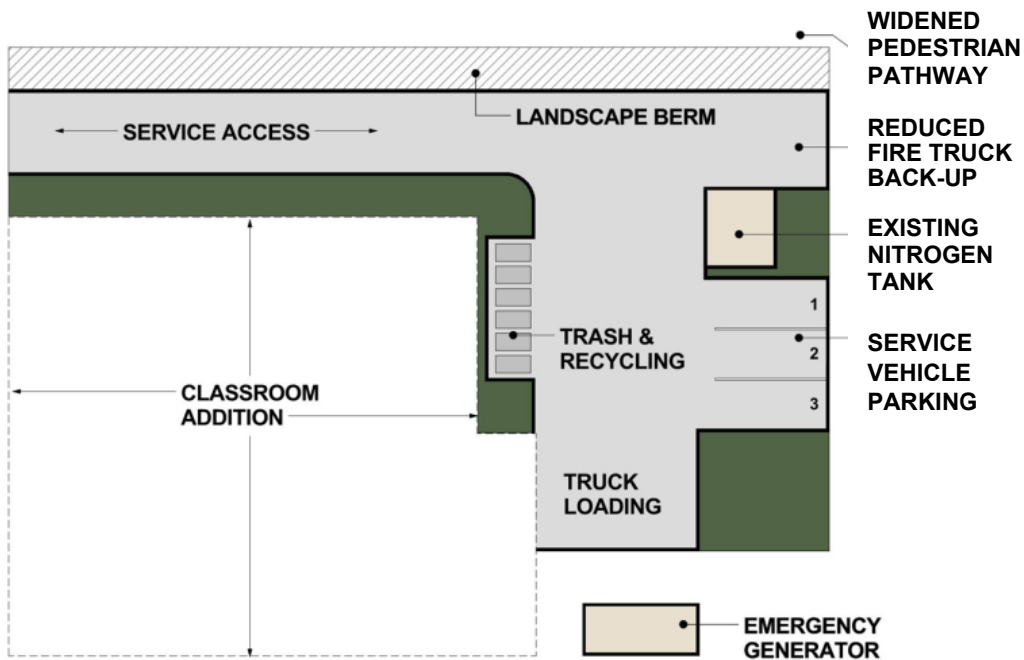 WIDENED
PEDESTRIAN
PATHWAY
SERVICE ACCESS
LANDSCAPE BERM
REDUCED
FIRE TRUCK
BACK-UP
EXISTING
NITROGEN
TANK
1
2
3
TRASH &
RECYCLING
SERVICE
VEHICLE
PARKING
CLASSROOM
ADDITION
TRUCK
LOADING
EMERGENCY
GENERATOR